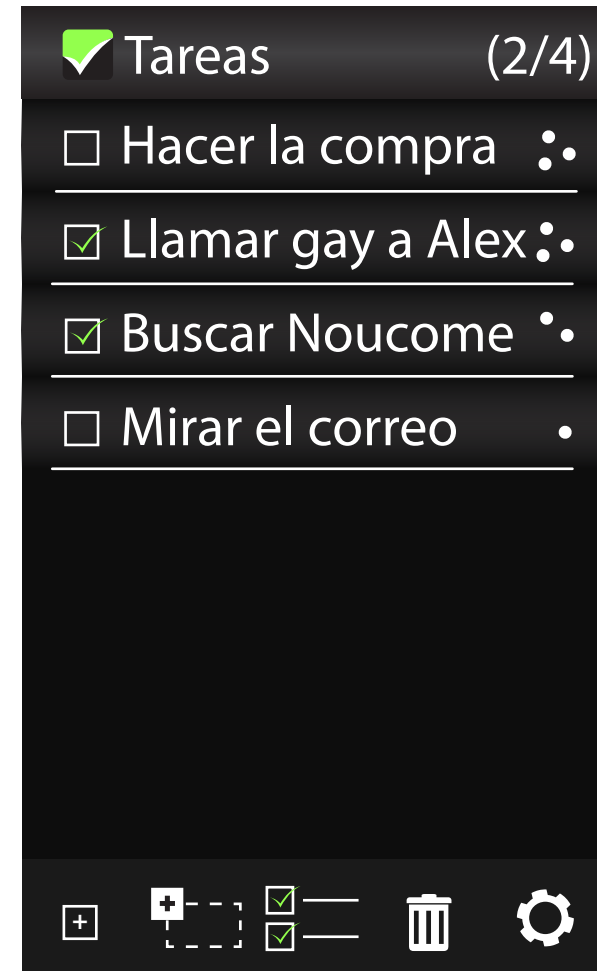 Tareas (2/4)
Hacer la compra
Llamar gay a Alex
Buscar Noucome
Mirar el correo